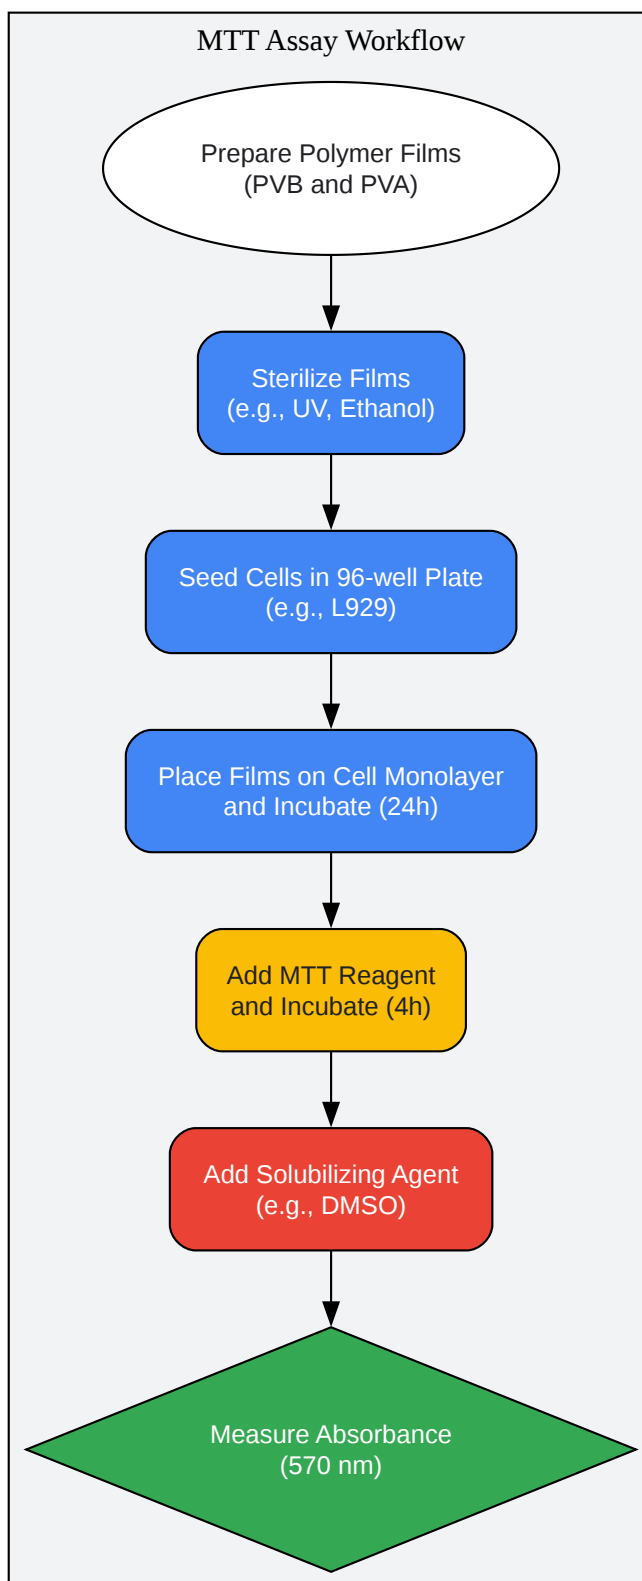 MTT Assay Workflow
Prepare Polymer Films
(PVB and PVA)
Sterilize Films
(e.g., UV, Ethanol)
Seed Cells in 96-well Plate
(e.g., L929)
Place Films on Cell Monolayer
and Incubate (24h)
Add MTT Reagent
and Incubate (4h)
Add Solubilizing Agent
(e.g., DMSO)
Measure Absorbance
(570 nm)